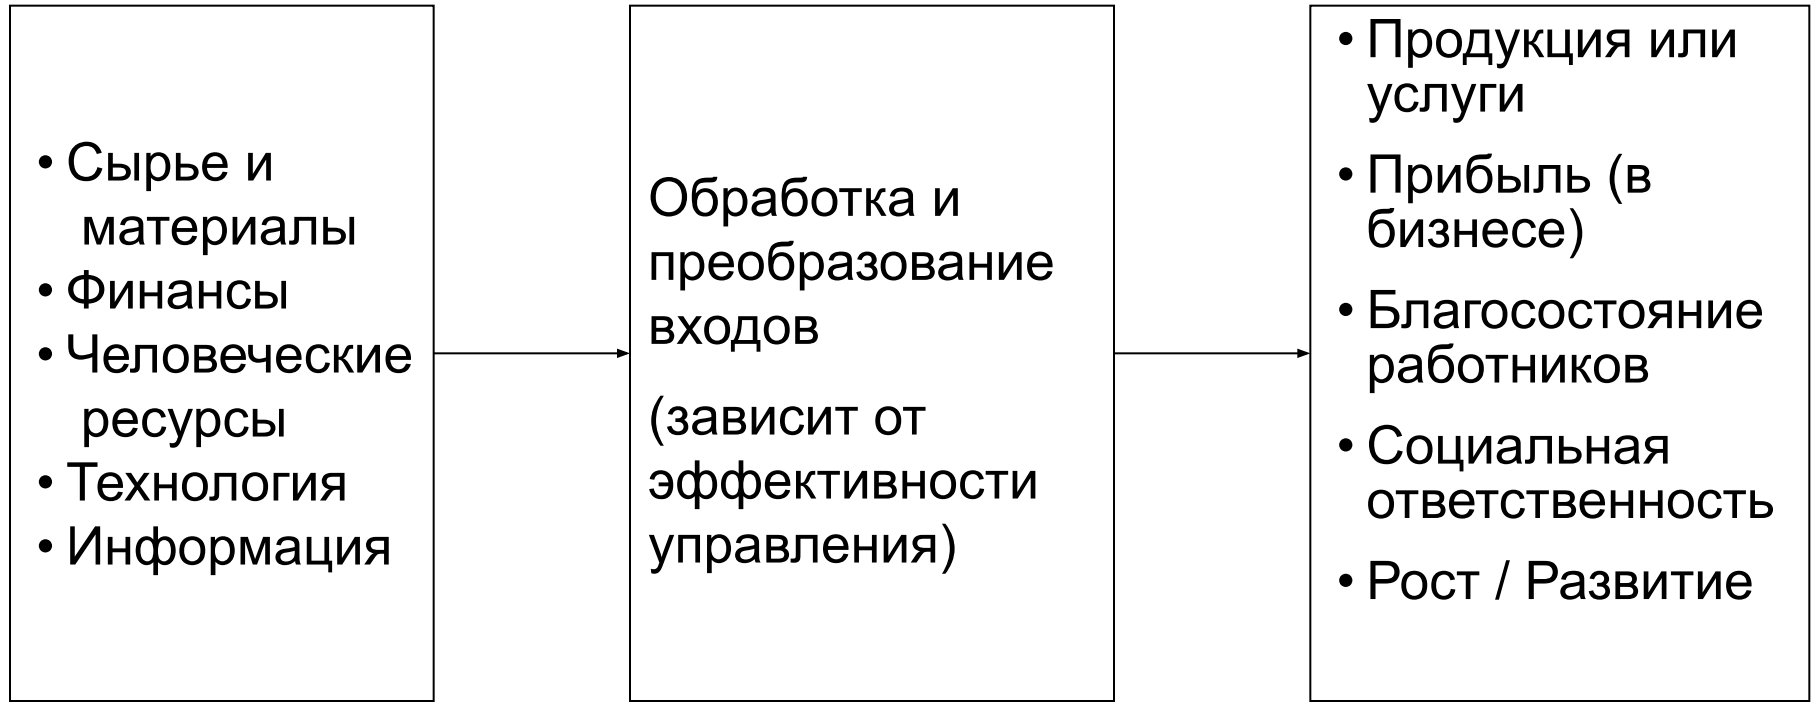 • Сырье и
материалы
• Финансы
• Человеческие
ресурсы
• Технология
• Информация
Обработка и
преобразование
входов
(зависит от
эффективности
управления)
• Продукция или
услуги
• Прибыль (в
бизнесе)
• Благосостояние
работников
• Социальная
ответственность
• Рост / Развитие